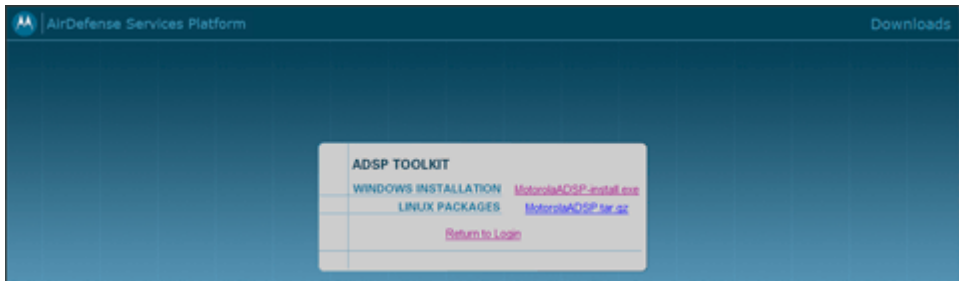 AirDefense Services Platform Downloads
ADSP TOOLKIT
WINDOWS INSTALLATION MotorolaADSP-install.exe
LINUX PACKAGES MotorolaADSP.tar.gz
Return to Login